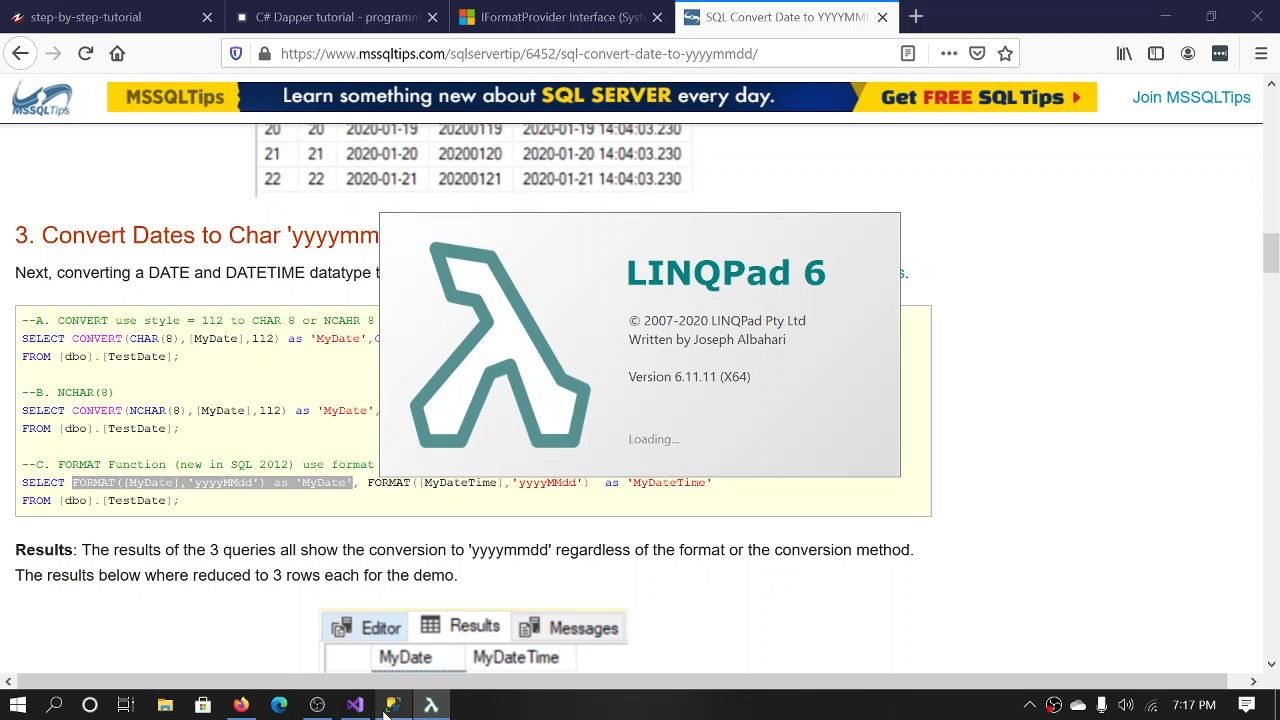 step-by-step-tutorial
C# Dapper tutorial - programm
IFormatProvider Interface (Syst
SQL Convert Date to YYYYMM
https://www.mssqltips.com/sqlservertip/6452/sql-convert-date-to-yyyymmdd/
MSSQLTips
MSSQLTips
Learn something new about SQL SERVER every day.
Get FREE SQL Tips
Join MSSQLTips
20 20 2020-01-19 20200119 2020-01-19 14:04:03.230
21 21 2020-01-20 20200120 2020-01-20 14:04:03.230
22 22 2020-01-21 20200121 2020-01-21 14:04:03.230
3. Convert Dates to Char 'yyyymm
Next, converting a DATE and DATETIME datatype t
s.
--A. CONVERT use style = 112 to CHAR 8 or NCAHR 8
SELECT CONVERT(CHAR(8),[MyDate],112) as 'MyDate',C
FROM [dbo].[TestDate];
--B. NCHAR(8)
SELECT CONVERT(NCHAR(8),[MyDate],112) as 'MyDate',
FROM [dbo].[TestDate];
--C. FORMAT Function (new in SQL 2012) use format
SELECT FORMAT([MyDate],'yyyyMMdd') as 'MyDate', FORMAT([MyDateTime],'yyyyMMdd') as 'MyDateTime'
FROM [dbo].[TestDate];
LINQPad 6
© 2007-2020 LINQPad Pty Ltd
Written by Joseph Albahari
Version 6.11.11 (X64)
Loading...
Results: The results of the 3 queries all show the conversion to 'yyyymmdd' regardless of the format or the conversion method.
The results below where reduced to 3 rows each for the demo.
Editor
Results
Messages
MyDate MyDateTime
7:17 PM